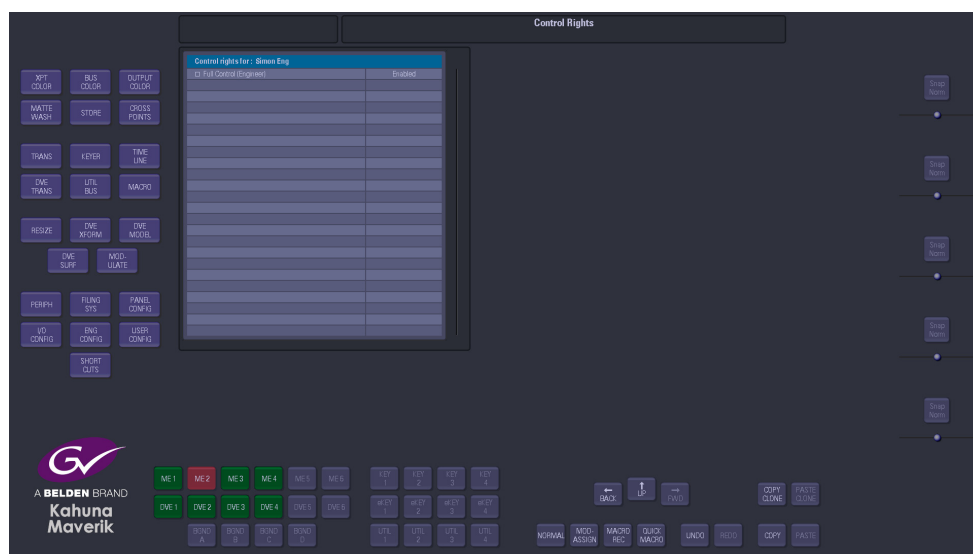 Control Rights
Control rights for : Simon Eng
Full Control (Engineer) Enabled
XPT COLOR
BUS COLOR
OUTPUT COLOR
MATTE WASH
STORE
CROSS POINTS
TRANS
KEYER
TIME LINE
DVE TRANS
UTIL BUS
MACRO
RESIZE
DVE XFORM
DVE MODEL
DVE SURF
MOD- ULATE
PERIPH
FILING SYS
PANEL CONFIG
I/O CONFIG
ENG CONFIG
USER CONFIG
SHORT CUTS
Snap Norm
Snap Norm
Snap Norm
Snap Norm
Snap Norm
GV
A BELDEN BRAND
Kahuna
Maverik
ME 1 ME 2 ME 3 ME 4 ME 5 ME 6
DVE 1 DVE 2 DVE 3 DVE 4 DVE 5 DVE 6
BGND A BGND B BGND C BGND D
KEY 1 KEY 2 KEY 3 KEY 4
eKEY 1 eKEY 2 eKEY 3 eKEY 4
UTIL 1 UTIL 2 UTIL 3 UTIL 4
BACK UP FWD
COPY CLONE PASTE CLONE
NORMAL MOD- ASSIGN MACRO REC QUICK MACRO UNDO REDO COPY PASTE